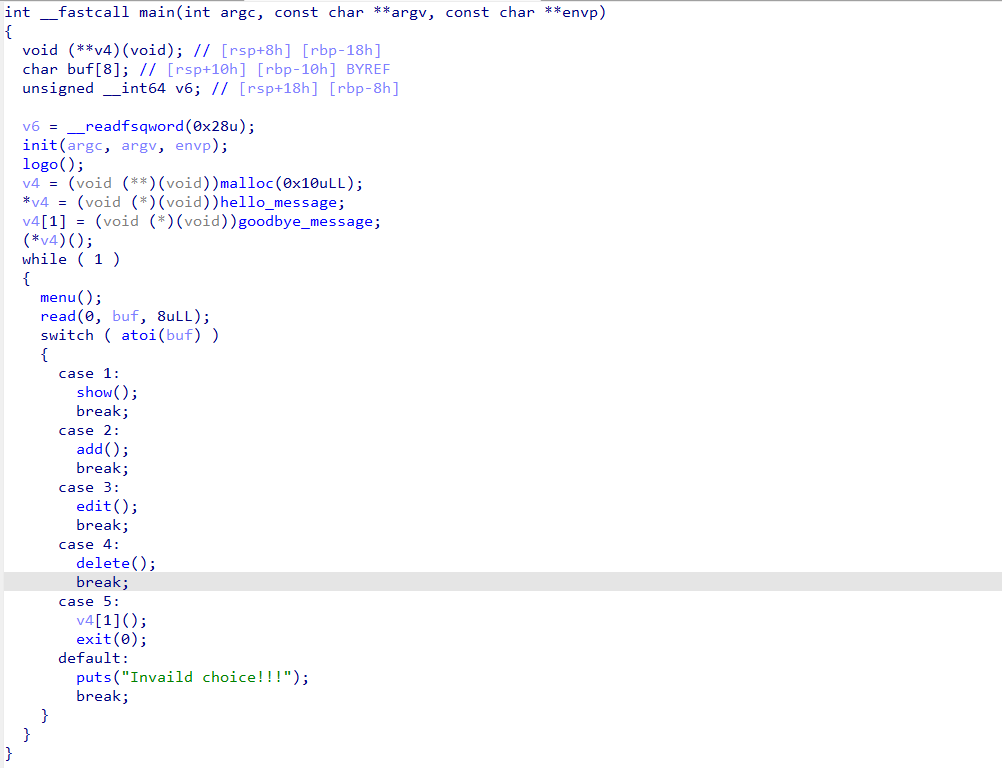 int __fastcall main(int argc, const char **argv, const char **envp)
{
  void (**v4)(void); // [rsp+8h] [rbp-18h]
  char buf[8]; // [rsp+10h] [rbp-10h] BYREF
  unsigned __int64 v6; // [rsp+18h] [rbp-8h]

  v6 = __readfsqword(0x28u);
  init(argc, argv, envp);
  logo();
  v4 = (void (**)(void))malloc(0x10uLL);
  *v4 = (void (*)(void))hello_message;
  v4[1] = (void (*)(void))goodbye_message;
  (*v4)();
  while ( 1 )
  {
    menu();
    read(0, buf, 8uLL);
    switch ( atoi(buf) )
    {
      case 1:
        show();
        break;
      case 2:
        add();
        break;
      case 3:
        edit();
        break;
      case 4:
        delete();
        break;
      case 5:
        v4[1]();
        exit(0);
      default:
        puts("Invaild choice!!!");
        break;
    }
  }
}